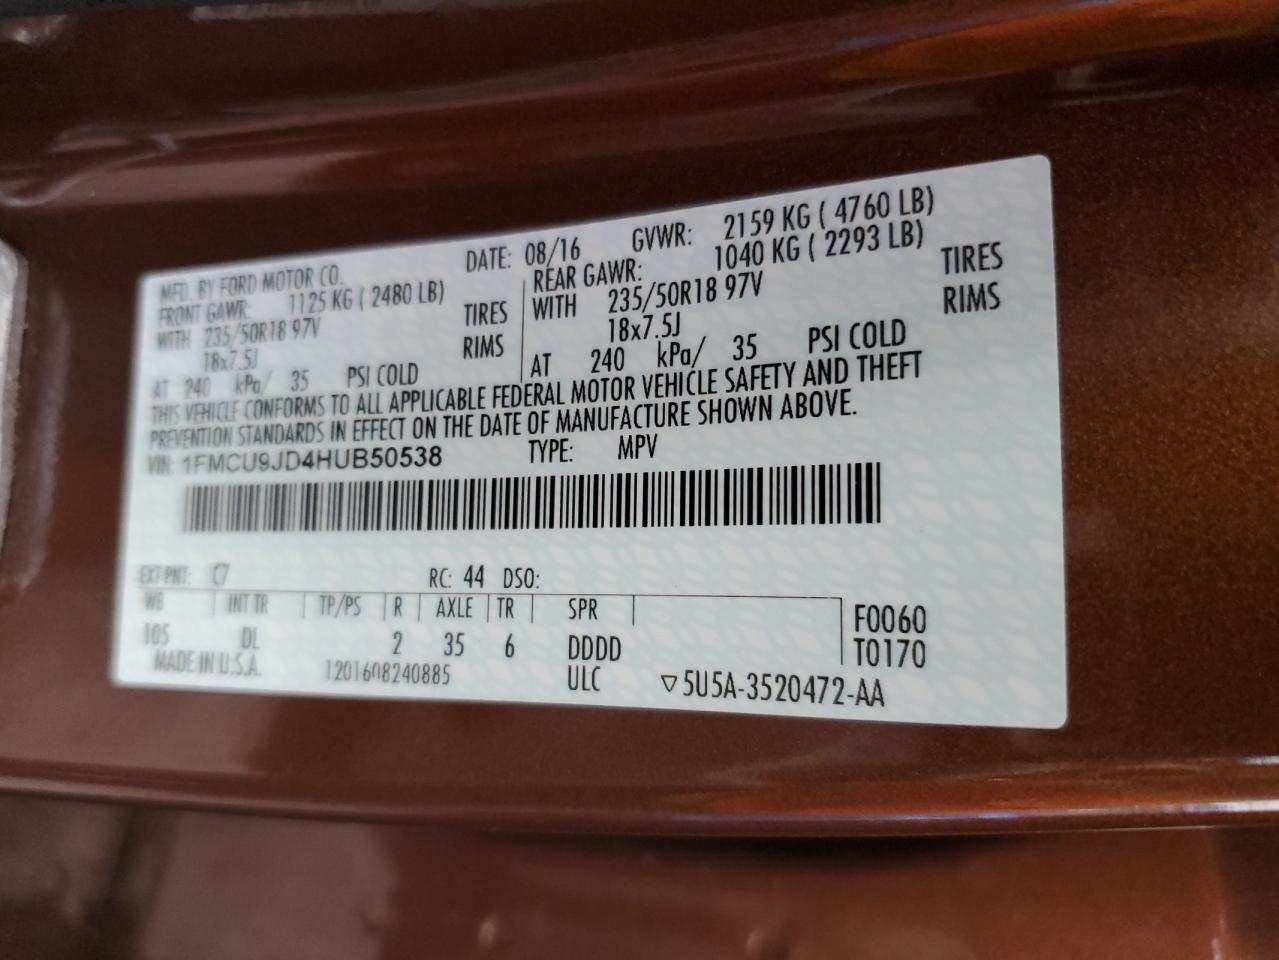 MFD. BY FORD MOTOR CO. DATE: 08/16 GVWR: 2159 KG ( 4760 LB)
FRONT GAWR: 1125 KG ( 2480 LB) REAR GAWR: 1040 KG ( 2293 LB)
WITH 235/50R18 97V TIRES WITH 235/50R18 97V TIRES
18x7.5J RIMS 18x7.5J RIMS
AT 240 kPa/ 35 PSI COLD AT 240 kPa/ 35 PSI COLD
THIS VEHICLE CONFORMS TO ALL APPLICABLE FEDERAL MOTOR VEHICLE SAFETY AND THEFT
PREVENTION STANDARDS IN EFFECT ON THE DATE OF MANUFACTURE SHOWN ABOVE.
VIN: 1FMCU9JD4HUB50538 TYPE: MPV
EXT PNT: C7 RC: 44 DSO:
WB INT TR TP/PS R AXLE TR SPR F0060
105 DL 2 35 6 DDDD T0170
MADE IN U.S.A. 1201608240885 ULC ▽5U5A-3520472-AA